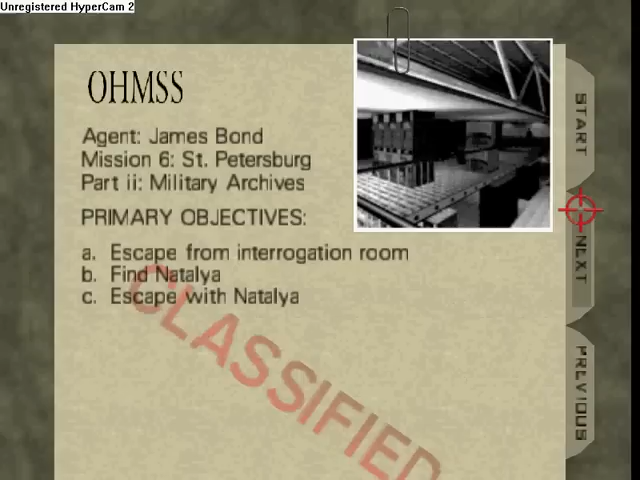 Unregistered HyperCam 2
OHMSS
Agent: James Bond
Mission 6: St. Petersburg
Part ii: Military Archives
PRIMARY OBJECTIVES:
a. Escape from interrogation room
b. Find Natalya
c. Escape with Natalya
CLASSIFIED
START
NEXT
PREVIOUS